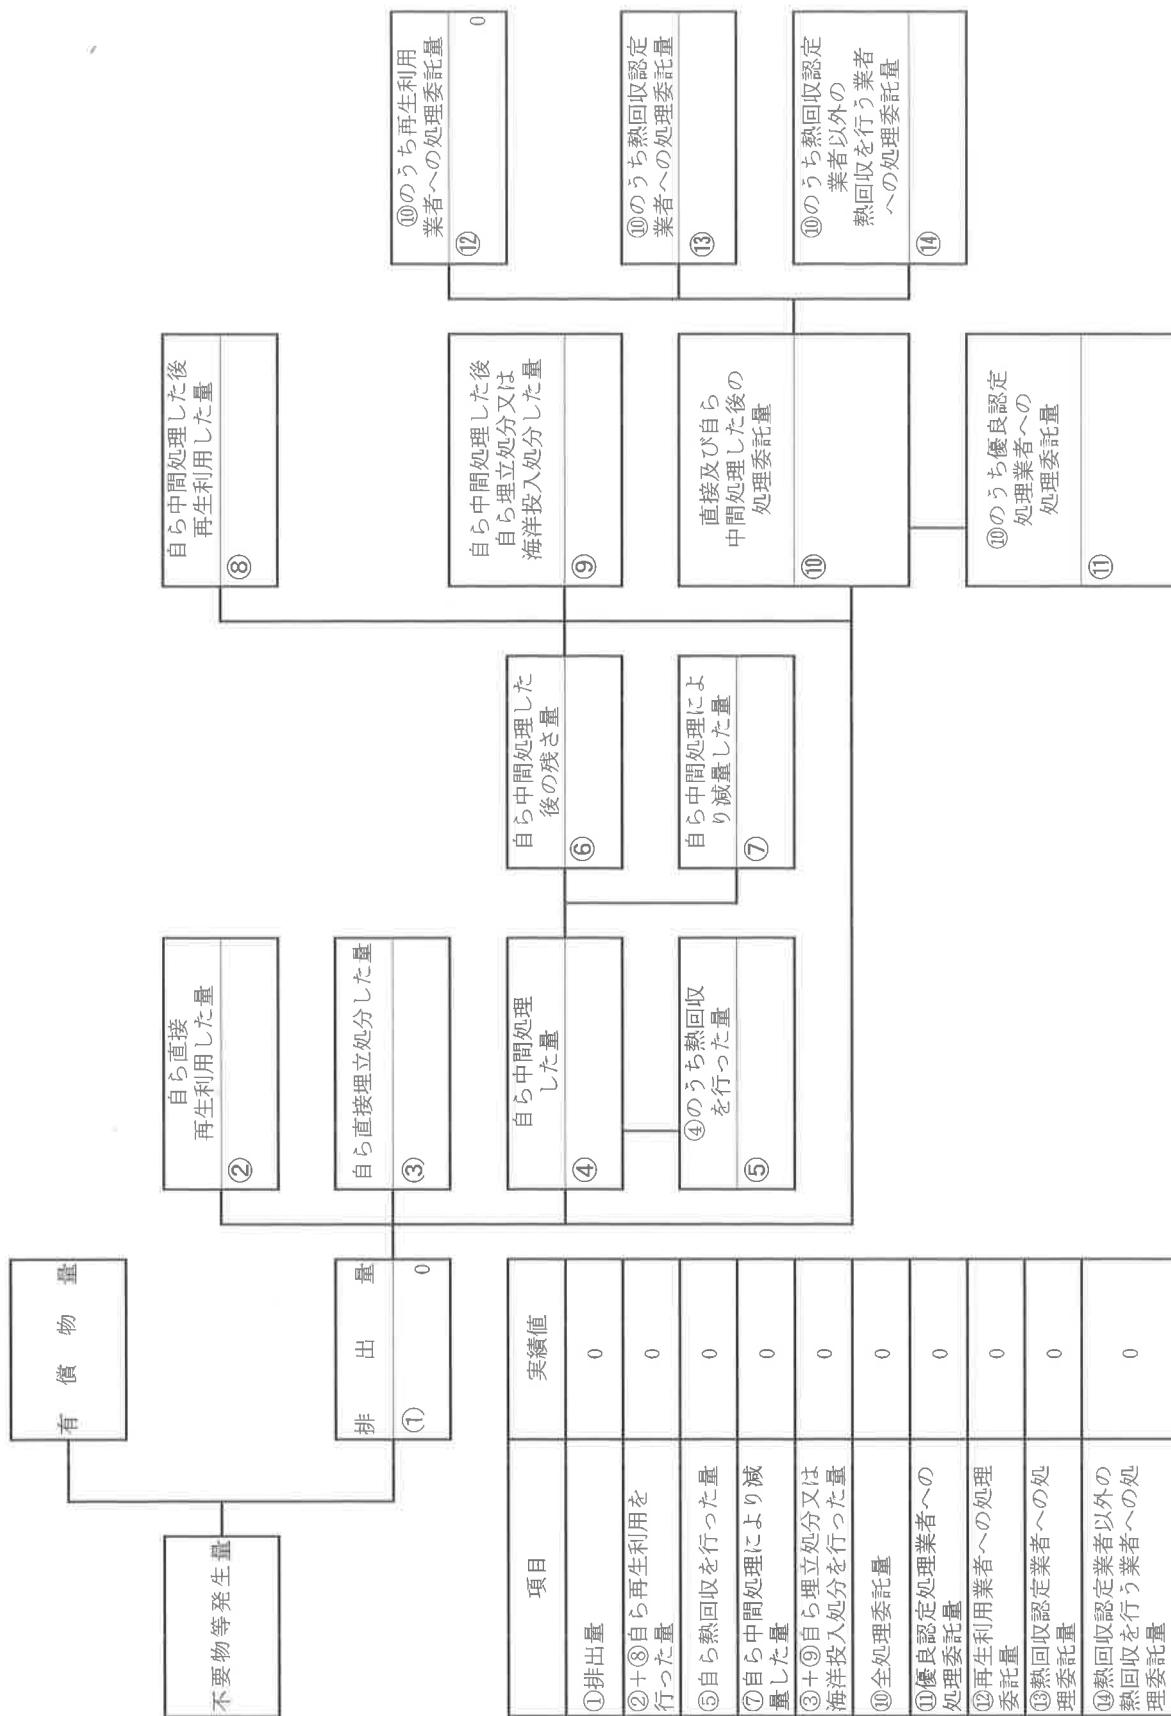 不要物等発生量
有償物量
排出量
①
0
自ら直接
再生利用した量
②
自ら直接埋立処分した量
③
自ら中間処理
した量
④
④のうち熱回収
を行った量
⑤
自ら中間処理した
後の残さ量
⑥
自ら中間処理によ
り減量した量
⑦
自ら中間処理した後
再生利用した量
⑧
自ら中間処理した後
自ら埋立処分又は
海洋投入処分した量
⑨
直接及び自ら
中間処理した後の
処理委託量
⑩
⑩のうち優良認定
処理業者への
処理委託量
⑪
⑩のうち再生利用
業者への処理委託量
⑫
0
⑩のうち熱回収認定
業者への処理委託量
⑬
⑩のうち熱回収認定
業者以外の
熱回収を行う業者
への処理委託量
⑭
項目
実績値
①排出量
0
②+⑧自ら再生利用を
行った量
0
⑤自ら熱回収を行った量
0
⑦自ら中間処理により減
量した量
0
③+⑨自ら埋立処分又は
海洋投入処分を行った量
0
⑩全処理委託量
0
⑪優良認定処理業者への
処理委託量
0
⑫再生利用業者への処理
委託量
0
⑬熱回収認定業者への処
理委託量
0
⑭熱回収認定業者以外の
熱回収を行う業者への処
理委託量
0